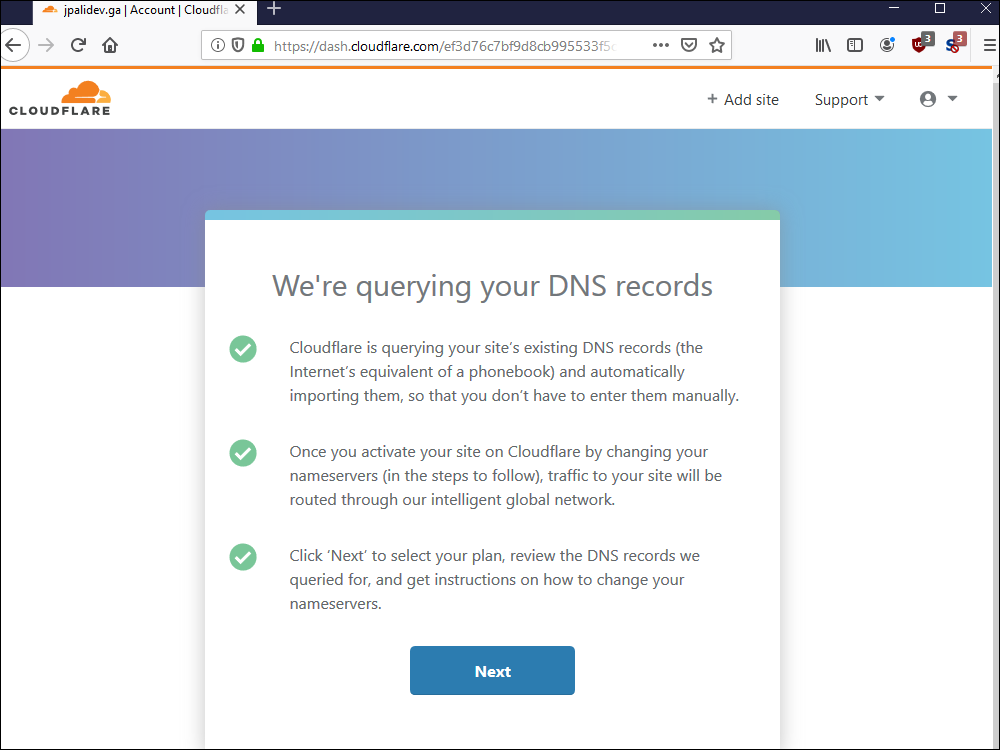 jpalidev.ga | Account | Cloudfla
https://dash.cloudflare.com/ef3d76c7bf9d8cb995533f5
3
3
CLOUDFLARE
+ Add site
Support
We're querying your DNS records
Cloudflare is querying your site’s existing DNS records (the
Internet’s equivalent of a phonebook) and automatically
importing them, so that you don’t have to enter them manually.
Once you activate your site on Cloudflare by changing your
nameservers (in the steps to follow), traffic to your site will be
routed through our intelligent global network.
Click ‘Next’ to select your plan, review the DNS records we
queried for, and get instructions on how to change your
nameservers.
Next